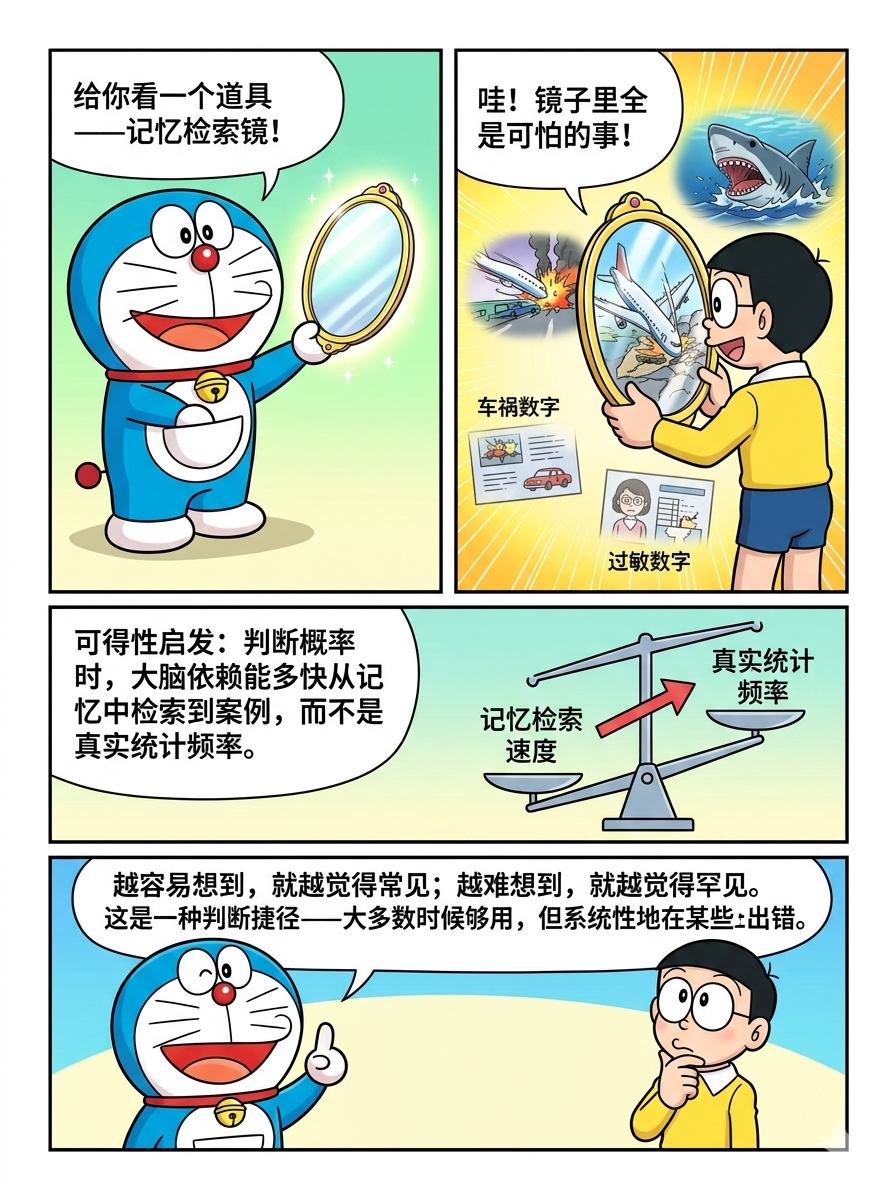 给你看一个道具
——记忆检索镜！
哇！镜子里全
是可怕的事！
车祸数字
过敏数字
可得性启发：判断概率
时，大脑依赖能多快从记
忆中检索到案例，而不是
真实统计频率。
记忆检索
速度
真实统计
频率
越容易想到，就越觉得常见；越难想到，就越觉得罕见。
这是一种判断捷径——大多数时候够用，但系统性地在某些出错。